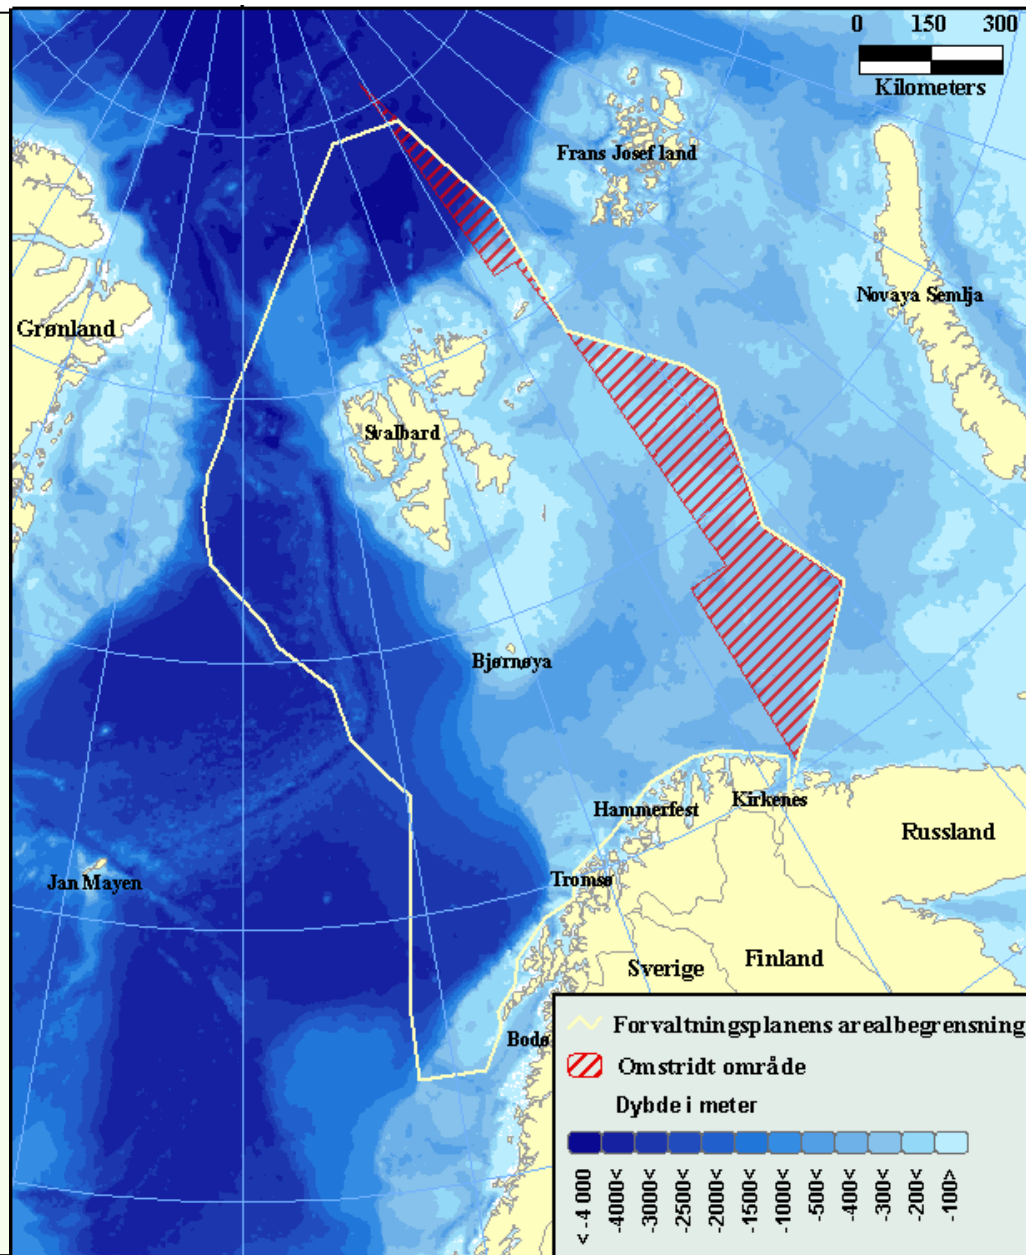 0 150 300
Kilometers
Frans Josef land
Novaya Semlja
Grønland
Svalbard
Bjørnøya
Hammerfest
Kirkenes
Russland
Jan Mayen
Tromsø
Sverige
Finland
Bodø
Forvaltningsplanens arealbegrensning
Omstridt område
Dybde i meter
< -4 000
-4000<
-3000<
-2500<
-2000<
-1500<
-1000<
-500<
-400<
-300<
-200<
-100>